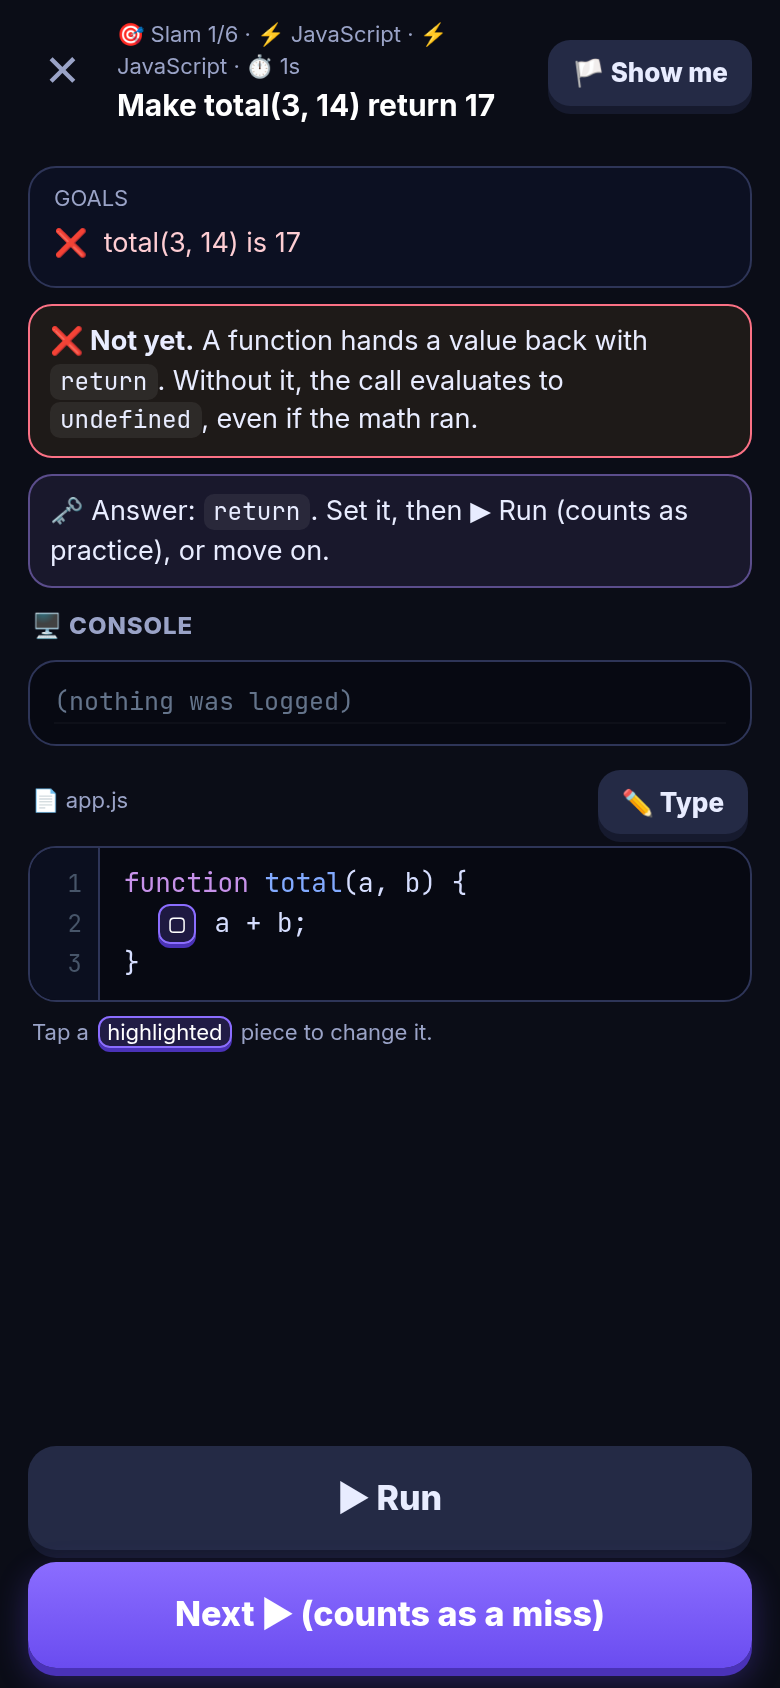 ✕
🎯 Slam 1/6 · ⚡ JavaScript · ⚡
JavaScript · ⏱️ 1s
Make total(3, 14) return 17
🏳️ Show me
GOALS
❌ total(3, 14) is 17
❌ Not yet. A function hands a value back with
return. Without it, the call evaluates to
undefined, even if the math ran.
🗝️ Answer: return. Set it, then ▶ Run (counts as
practice), or move on.
🖥️ CONSOLE
(nothing was logged)
📄 app.js
✏️ Type
1 function total(a, b) {
2   ▢ a + b;
3 }
Tap a highlighted piece to change it.
▶ Run
Next ▶ (counts as a miss)